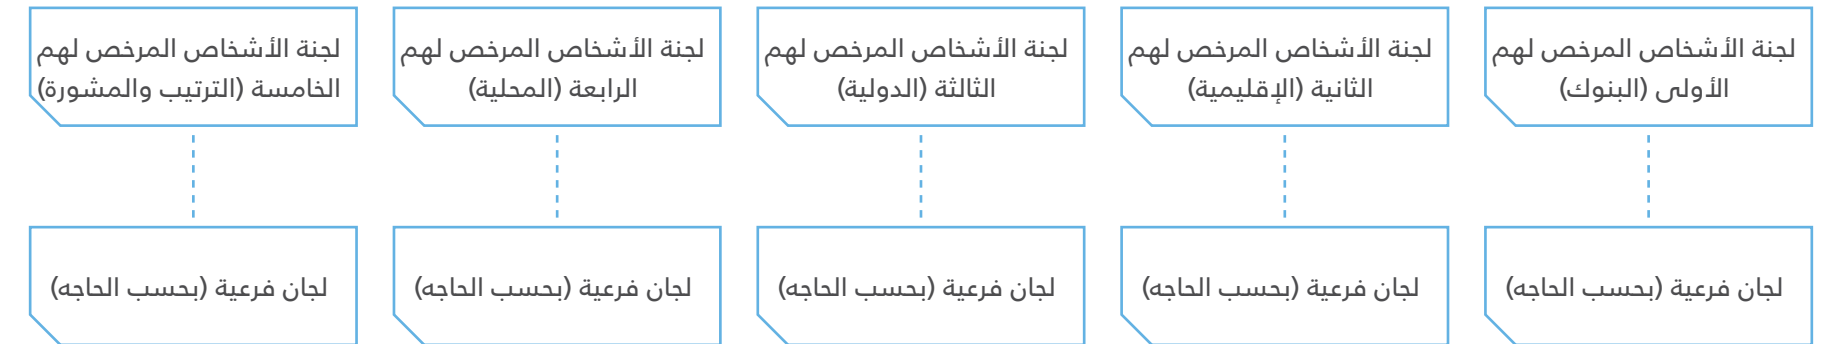 لجنة الأشخاص المرخص لهم
الأولى (البنوك)
لجنة الأشخاص المرخص لهم
الثانية (الإقليمية)
لجنة الأشخاص المرخص لهم
الثالثة (الدولية)
لجنة الأشخاص المرخص لهم
الرابعة (المحلية)
لجنة الأشخاص المرخص لهم
الخامسة (الترتيب والمشورة)
لجان فرعية (بحسب الحاجه)
لجان فرعية (بحسب الحاجه)
لجان فرعية (بحسب الحاجه)
لجان فرعية (بحسب الحاجه)
لجان فرعية (بحسب الحاجه)